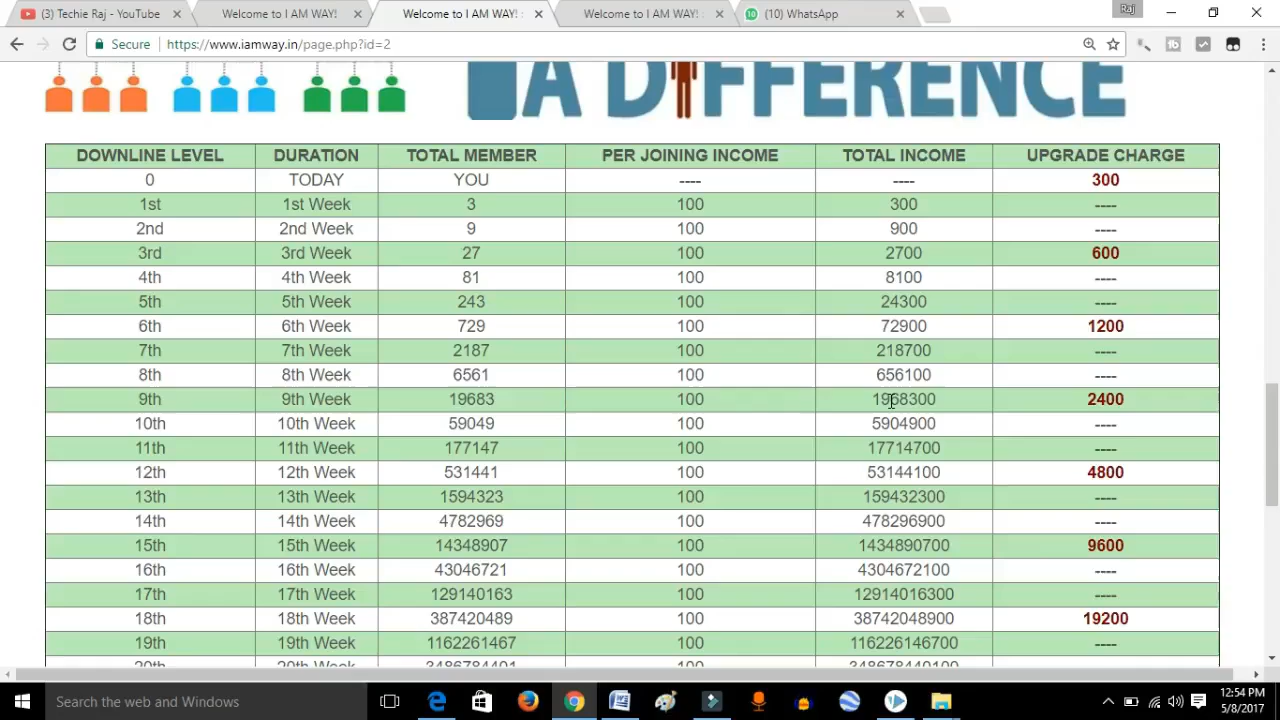 (3) Techie Raj - YouTube
Welcome to I AM WAY!
Welcome to I AM WAY!
Welcome to I AM WAY!
(10) WhatsApp
Raj
Secure
https://www.iamway.in/page.php?id=2
A DIFFERENCE
DOWNLINE LEVEL DURATION TOTAL MEMBER PER JOINING INCOME TOTAL INCOME UPGRADE CHARGE
0 TODAY YOU ---- ---- 300
1st 1st Week 3 100 300 ----
2nd 2nd Week 9 100 900 ----
3rd 3rd Week 27 100 2700 600
4th 4th Week 81 100 8100 ----
5th 5th Week 243 100 24300 ----
6th 6th Week 729 100 72900 1200
7th 7th Week 2187 100 218700 ----
8th 8th Week 6561 100 656100 ----
9th 9th Week 19683 100 1968300 2400
10th 10th Week 59049 100 5904900 ----
11th 11th Week 177147 100 17714700 ----
12th 12th Week 531441 100 53144100 4800
13th 13th Week 1594323 100 159432300 ----
14th 14th Week 4782969 100 478296900 ----
15th 15th Week 14348907 100 1434890700 9600
16th 16th Week 43046721 100 4304672100 ----
17th 17th Week 129140163 100 12914016300 ----
18th 18th Week 387420489 100 38742048900 19200
19th 19th Week 1162261467 100 116226146700 ----
20th 20th Week 3486784401 100 348678440100
Search the web and Windows
12:54 PM
5/8/2017